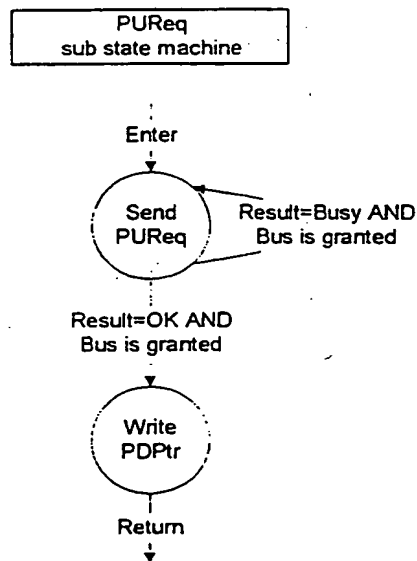 PUReq
sub state machine
Enter
Send
PUReq
Result=Busy AND
Bus is granted
Result=OK AND
Bus is granted
Write
PDPtr
Return